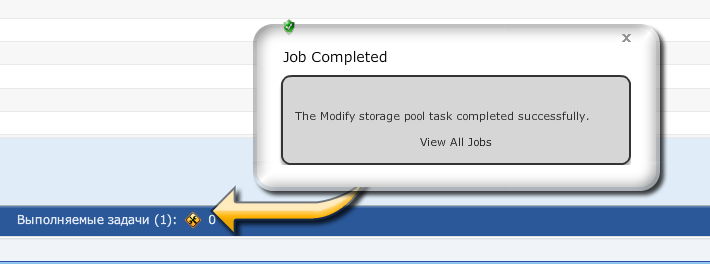 Job Completed
The Modify storage pool task completed successfully.
View All Jobs
Выполняемые задачи (1): 0